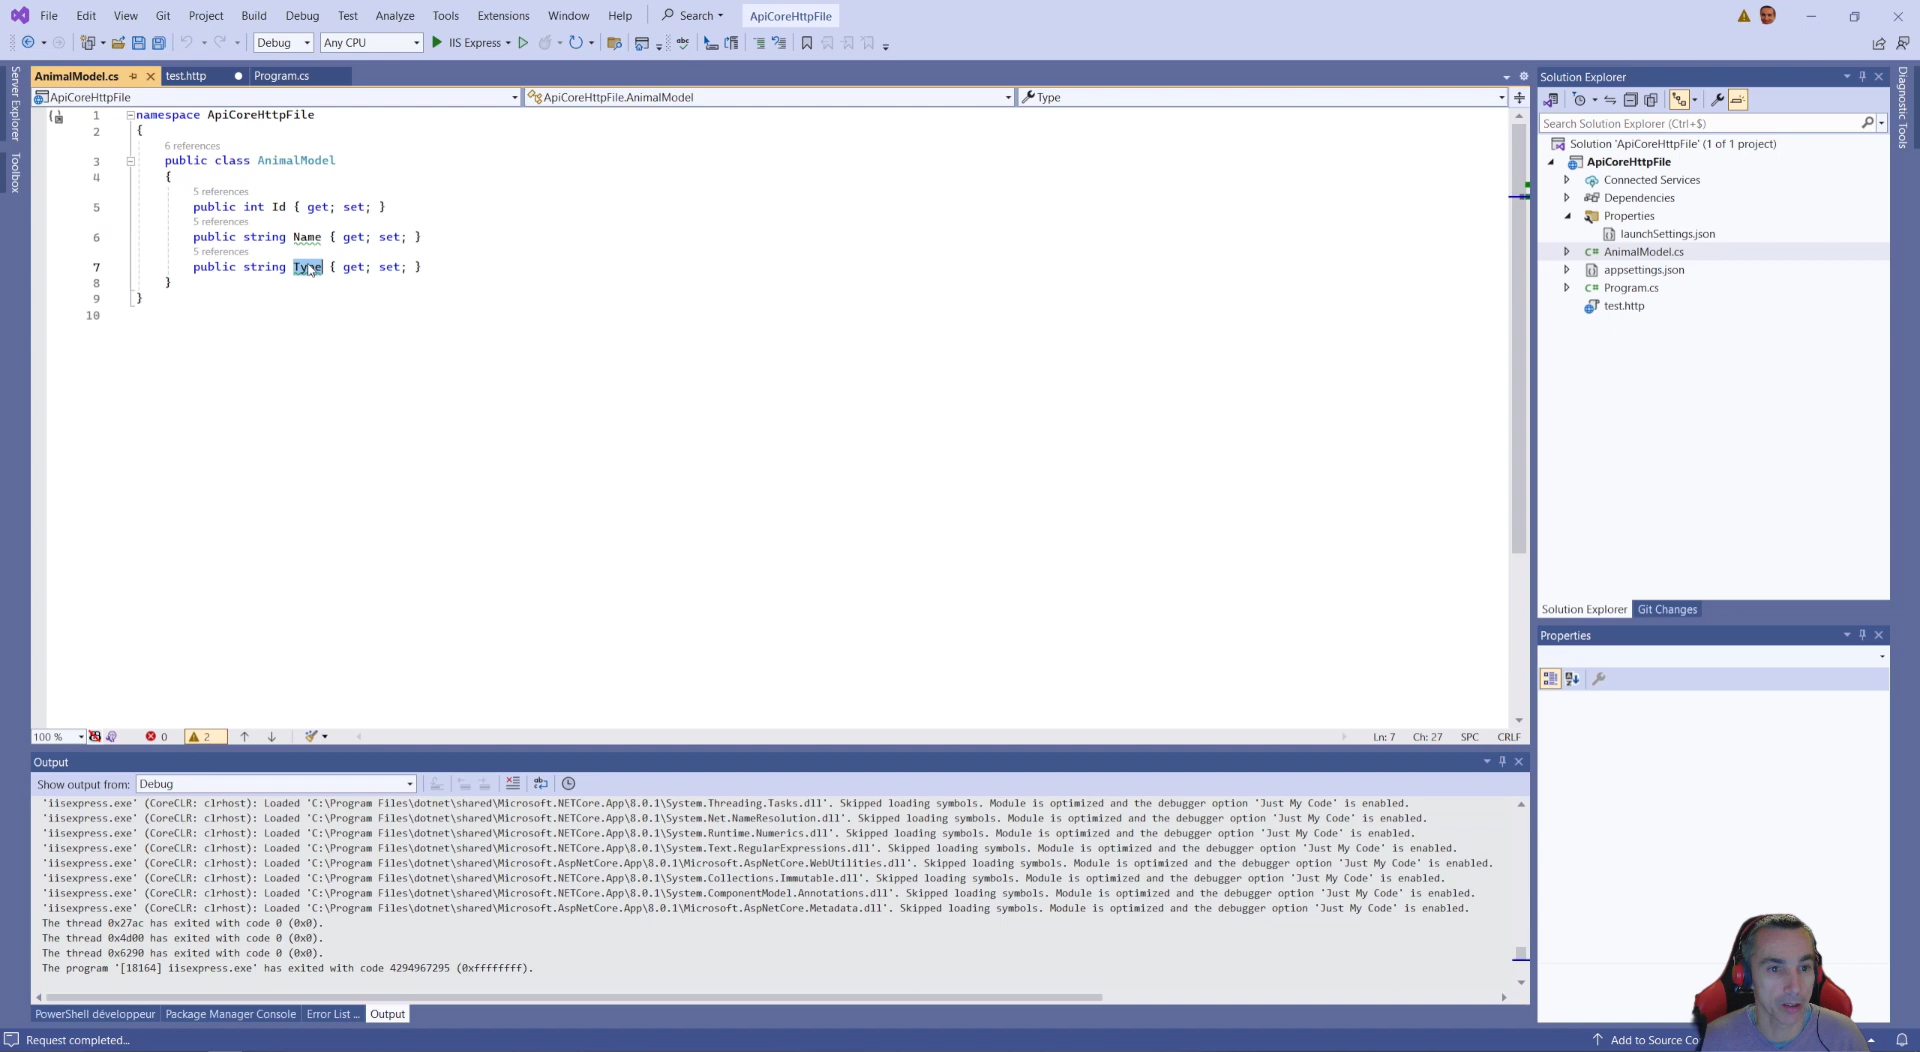 File Edit View Git Project Build Debug Test Analyze Tools Extensions Window Help Search ApiCoreHttpFile
Debug Any CPU IIS Express
Server Explorer
Toolbox
AnimalModel.cs test.http Program.cs
ApiCoreHttpFile ApiCoreHttpFile.AnimalModel Type
1 namespace ApiCoreHttpFile
2 {
6 references
3 public class AnimalModel
4 {
5 references
5 public int Id { get; set; }
5 references
6 public string Name { get; set; }
5 references
7 public string Type { get; set; }
8 }
9 }
10
100 % 0 2 Ln: 7 Ch: 27 SPC CRLF
Output
Show output from: Debug
'iisexpress.exe' (CoreCLR: clrhost): Loaded 'C:\Program Files\dotnet\shared\Microsoft.NETCore.App\8.0.1\System.Threading.Tasks.dll'. Skipped loading symbols. Module is optimized and the debugger option 'Just My Code' is enabled.
'iisexpress.exe' (CoreCLR: clrhost): Loaded 'C:\Program Files\dotnet\shared\Microsoft.NETCore.App\8.0.1\System.Net.NameResolution.dll'. Skipped loading symbols. Module is optimized and the debugger option 'Just My Code' is enabled.
'iisexpress.exe' (CoreCLR: clrhost): Loaded 'C:\Program Files\dotnet\shared\Microsoft.NETCore.App\8.0.1\System.Runtime.Numerics.dll'. Skipped loading symbols. Module is optimized and the debugger option 'Just My Code' is enabled.
'iisexpress.exe' (CoreCLR: clrhost): Loaded 'C:\Program Files\dotnet\shared\Microsoft.NETCore.App\8.0.1\System.Text.RegularExpressions.dll'. Skipped loading symbols. Module is optimized and the debugger option 'Just My Code' is enabled.
'iisexpress.exe' (CoreCLR: clrhost): Loaded 'C:\Program Files\dotnet\shared\Microsoft.AspNetCore.App\8.0.1\Microsoft.AspNetCore.WebUtilities.dll'. Skipped loading symbols. Module is optimized and the debugger option 'Just My Code' is enabled.
'iisexpress.exe' (CoreCLR: clrhost): Loaded 'C:\Program Files\dotnet\shared\Microsoft.NETCore.App\8.0.1\System.Collections.Immutable.dll'. Skipped loading symbols. Module is optimized and the debugger option 'Just My Code' is enabled.
'iisexpress.exe' (CoreCLR: clrhost): Loaded 'C:\Program Files\dotnet\shared\Microsoft.NETCore.App\8.0.1\System.ComponentModel.Annotations.dll'. Skipped loading symbols. Module is optimized and the debugger option 'Just My Code' is enabled.
'iisexpress.exe' (CoreCLR: clrhost): Loaded 'C:\Program Files\dotnet\shared\Microsoft.AspNetCore.App\8.0.1\Microsoft.AspNetCore.Metadata.dll'. Skipped loading symbols. Module is optimized and the debugger option 'Just My Code' is enabled.
The thread 0x27ac has exited with code 0 (0x0).
The thread 0x4d00 has exited with code 0 (0x0).
The thread 0x6290 has exited with code 0 (0x0).
The program '[18164] iisexpress.exe' has exited with code 4294967295 (0xffffffff).
PowerShell développeur Package Manager Console Error List ... Output
Request completed... Add to Source Co
Solution Explorer
Search Solution Explorer (Ctrl+$)
Solution 'ApiCoreHttpFile' (1 of 1 project)
ApiCoreHttpFile
Connected Services
Dependencies
Properties
launchSettings.json
C# AnimalModel.cs
appsettings.json
C# Program.cs
test.http
Solution Explorer Git Changes
Properties
Diagnostic Tools